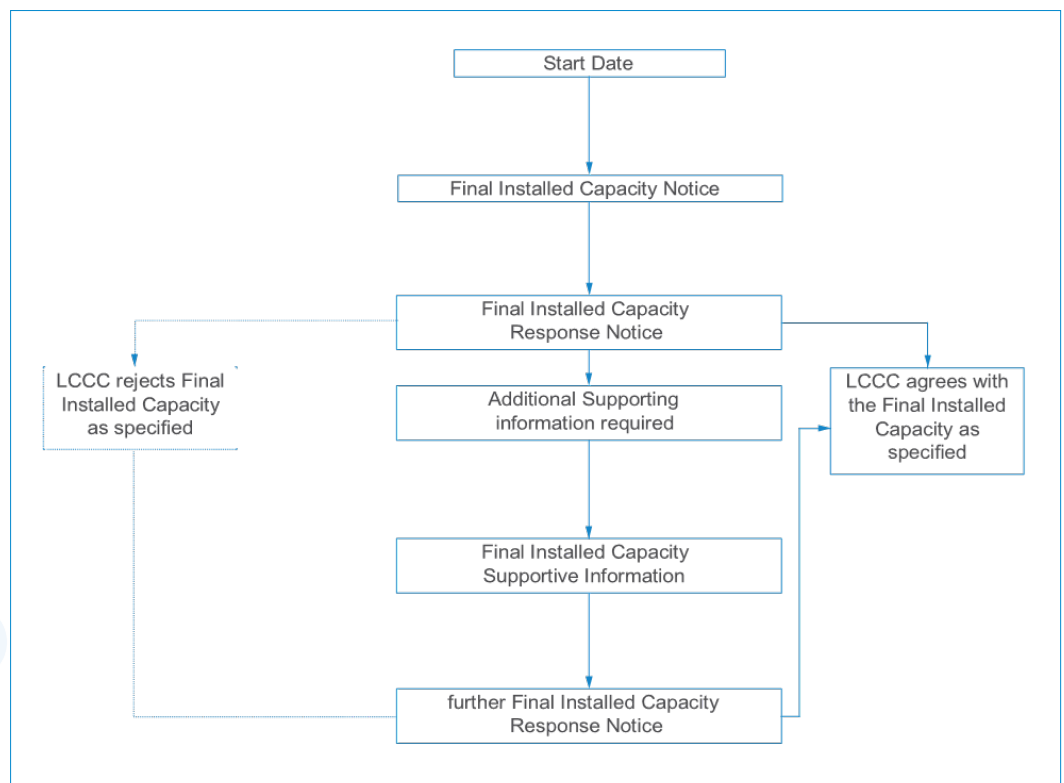 Start Date
Final Installed Capacity Notice
Final Installed Capacity
Response Notice
LCCC rejects Final
Installed Capacity
as specified
Additional Supporting
information required
LCCC agrees with
the Final Installed
Capacity as
specified
Final Installed Capacity
Supportive Information
further Final Installed Capacity
Response Notice